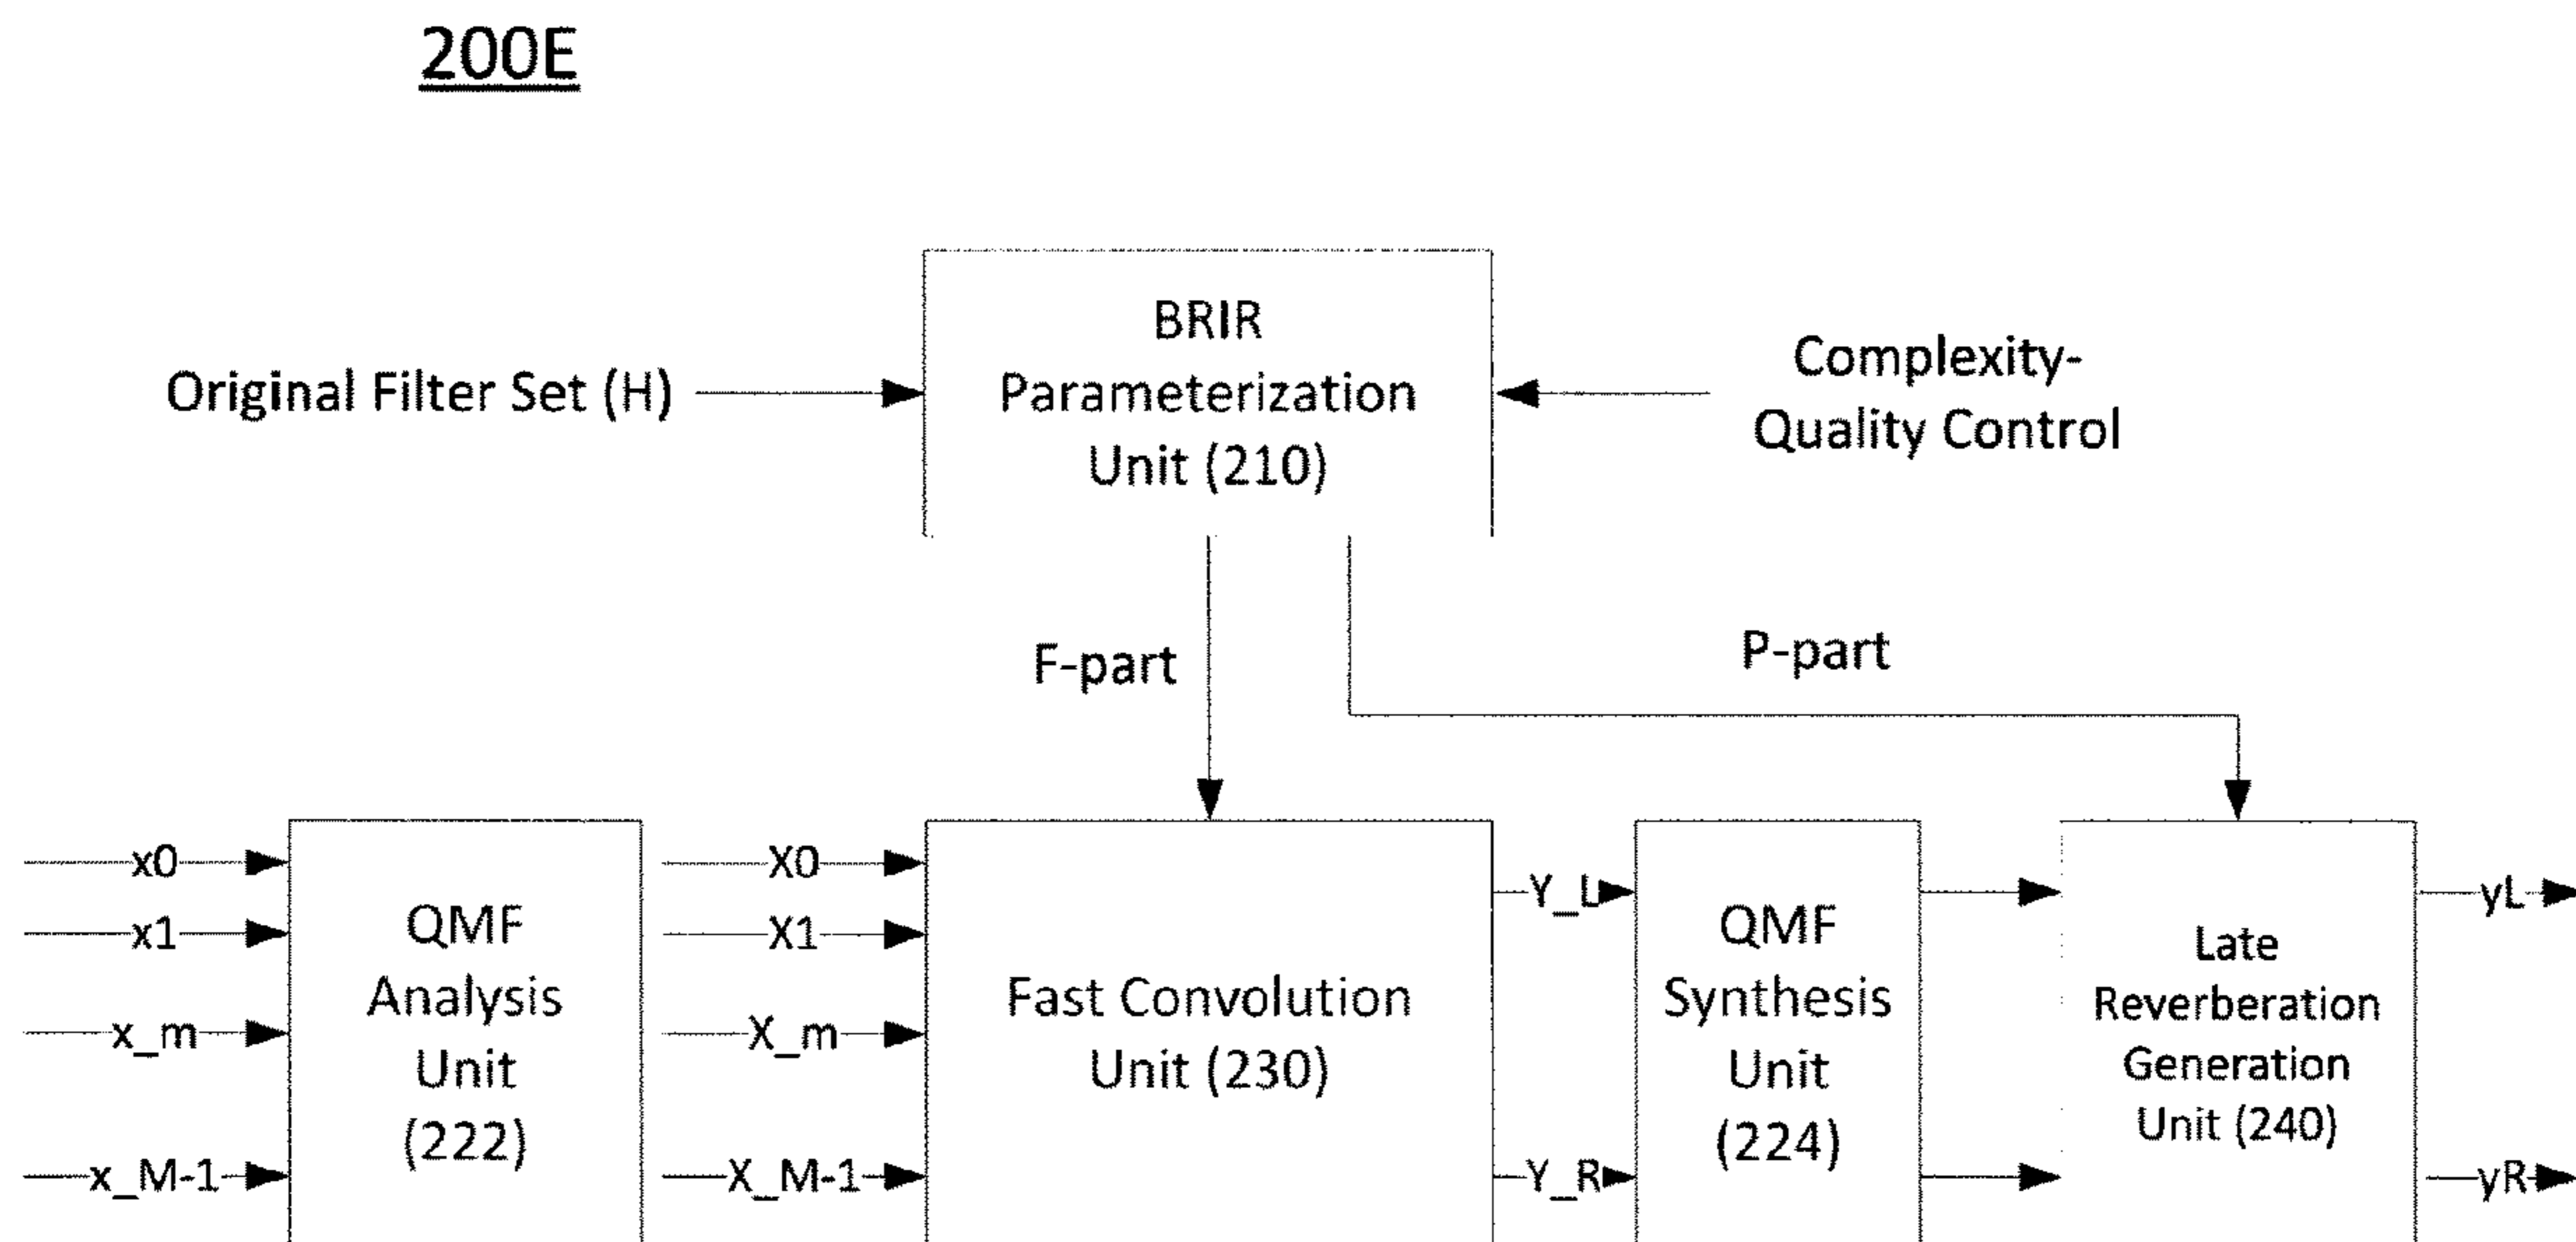 200E
Original Filter Set (H)
BRIR
Parameterization
Unit (210)
Complexity-
Quality Control
F-part
P-part
x0
x1
x_m
x_M-1
QMF
Analysis
Unit
(222)
X0
X1
X_m
X_M-1
Fast Convolution
Unit (230)
Y_L
Y_R
QMF
Synthesis
Unit
(224)
Late
Reverberation
Generation
Unit (240)
yL
yR